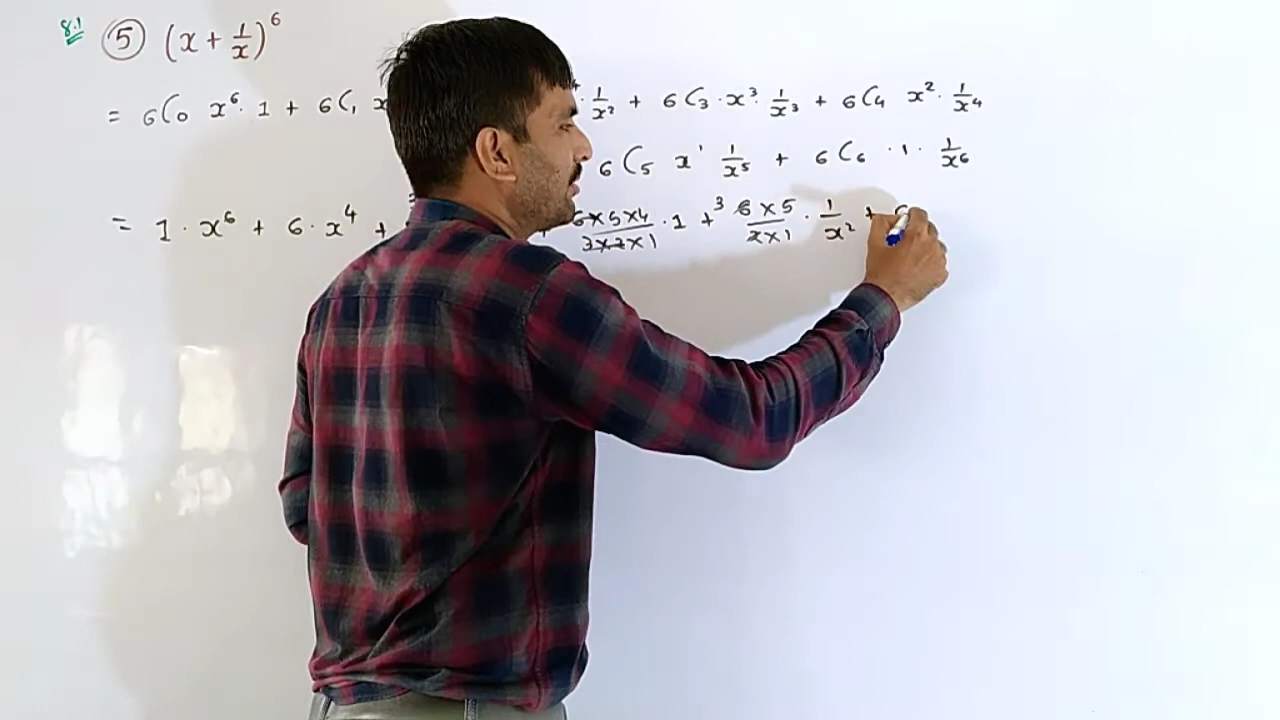 8.1 ⑤ (x + 1/x)^6
= 6C0 x^6 · 1 + 6C1 x · 1/x^2 + 6C3 · x^3 · 1/x^3 + 6C4 x^2 · 1/x^4
6C5 x^1 1/x^5 + 6C6 · 1 · 1/x^6
= 1 · x^6 + 6 · x^4 + 6×5×4/3×2×1 · 1 + 3 6×5/2×1 · 1/x^2 + 6